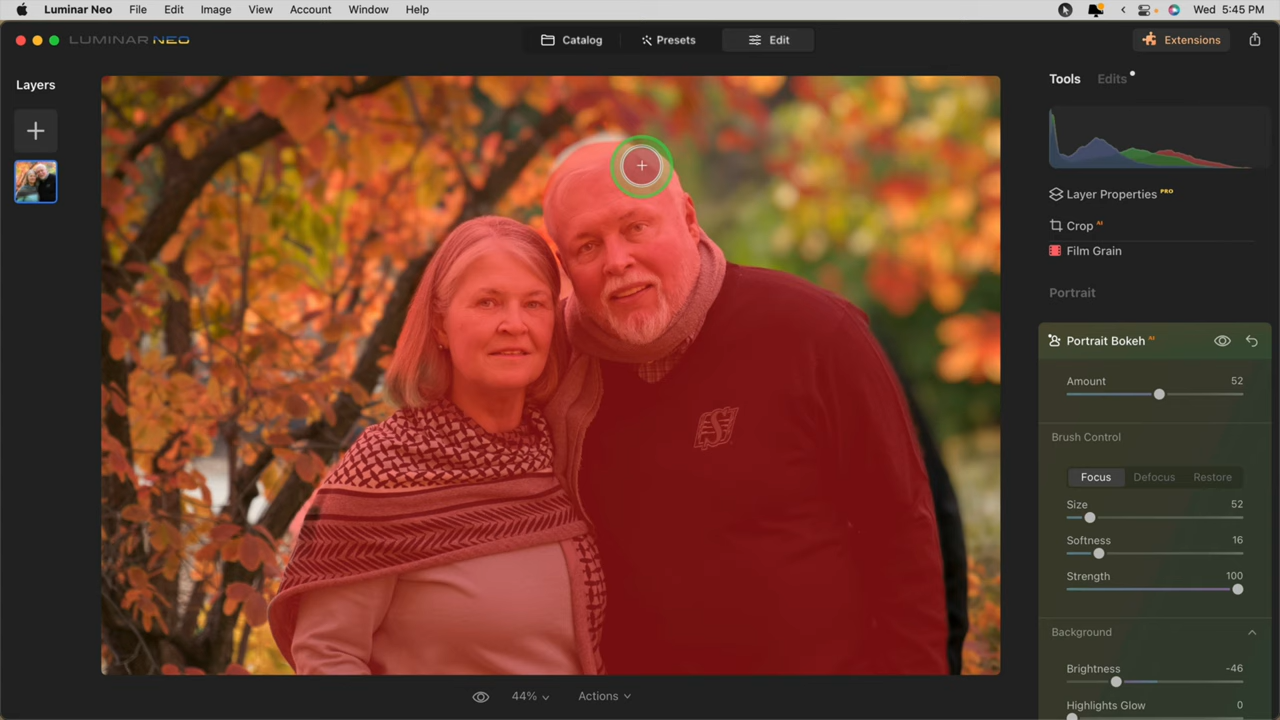 Luminar Neo File Edit Image View Account Window Help Wed 5:45 PM
LUMINAR NEO Catalog Presets Edit Extensions
Layers
Tools Edits
Layer Properties PRO
Crop AI
Film Grain
Portrait
Portrait Bokeh AI
Amount 52
Brush Control
Focus Defocus Restore
Size 52
Softness 16
Strength 100
Background
Brightness -46
Highlights Glow 0
44% Actions